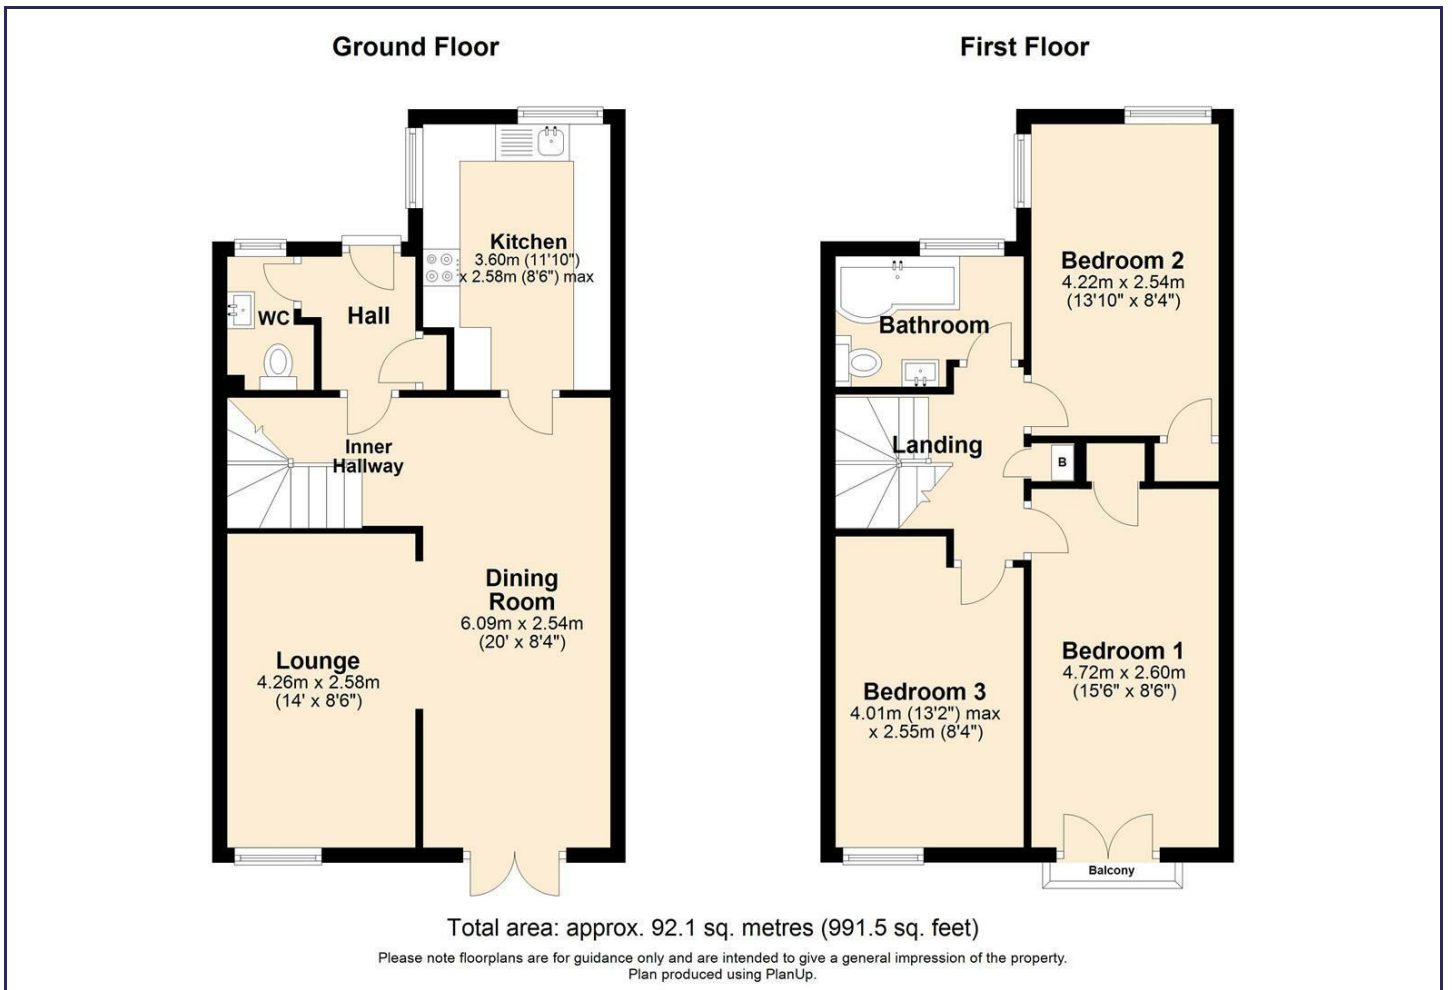 Ground Floor
First Floor
Kitchen
3.60m (11'10")
x 2.58m (8'6") max
WC
Hall
Inner
Hallway
Dining
Room
6.09m x 2.54m
(20' x 8'4")
Lounge
4.26m x 2.58m
(14' x 8'6")
Bedroom 2
4.22m x 2.54m
(13'10" x 8'4")
Bathroom
Landing
B
Bedroom 1
4.72m x 2.60m
(15'6" x 8'6")
Bedroom 3
4.01m (13'2") max
x 2.55m (8'4")
Balcony
Total area: approx. 92.1 sq. metres (991.5 sq. feet)
Please note floorplans are for guidance only and are intended to give a general impression of the property.
Plan produced using PlanUp.